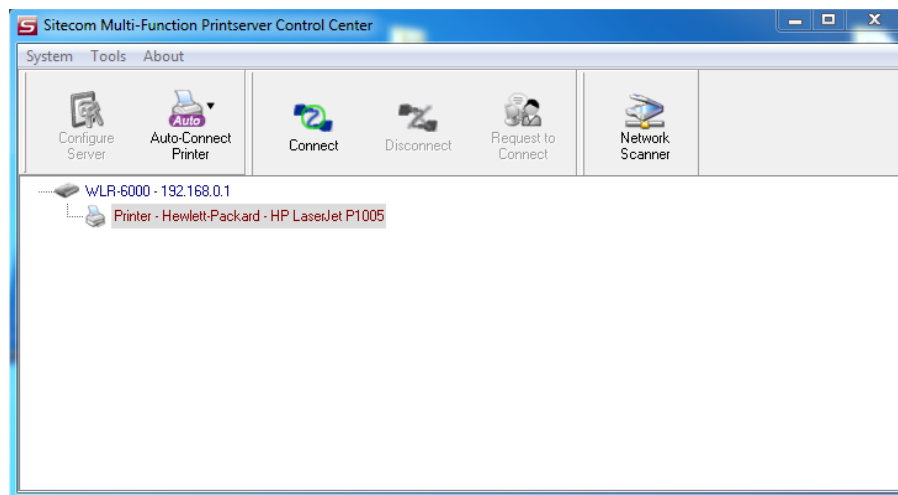 Sitecom Multi-Function Printserver Control Center
System Tools About
Configure Server
Auto
Auto-Connect Printer
Connect
Disconnect
Request to Connect
Network Scanner
WLR-6000 - 192.168.0.1
Printer - Hewlett-Packard - HP LaserJet P1005